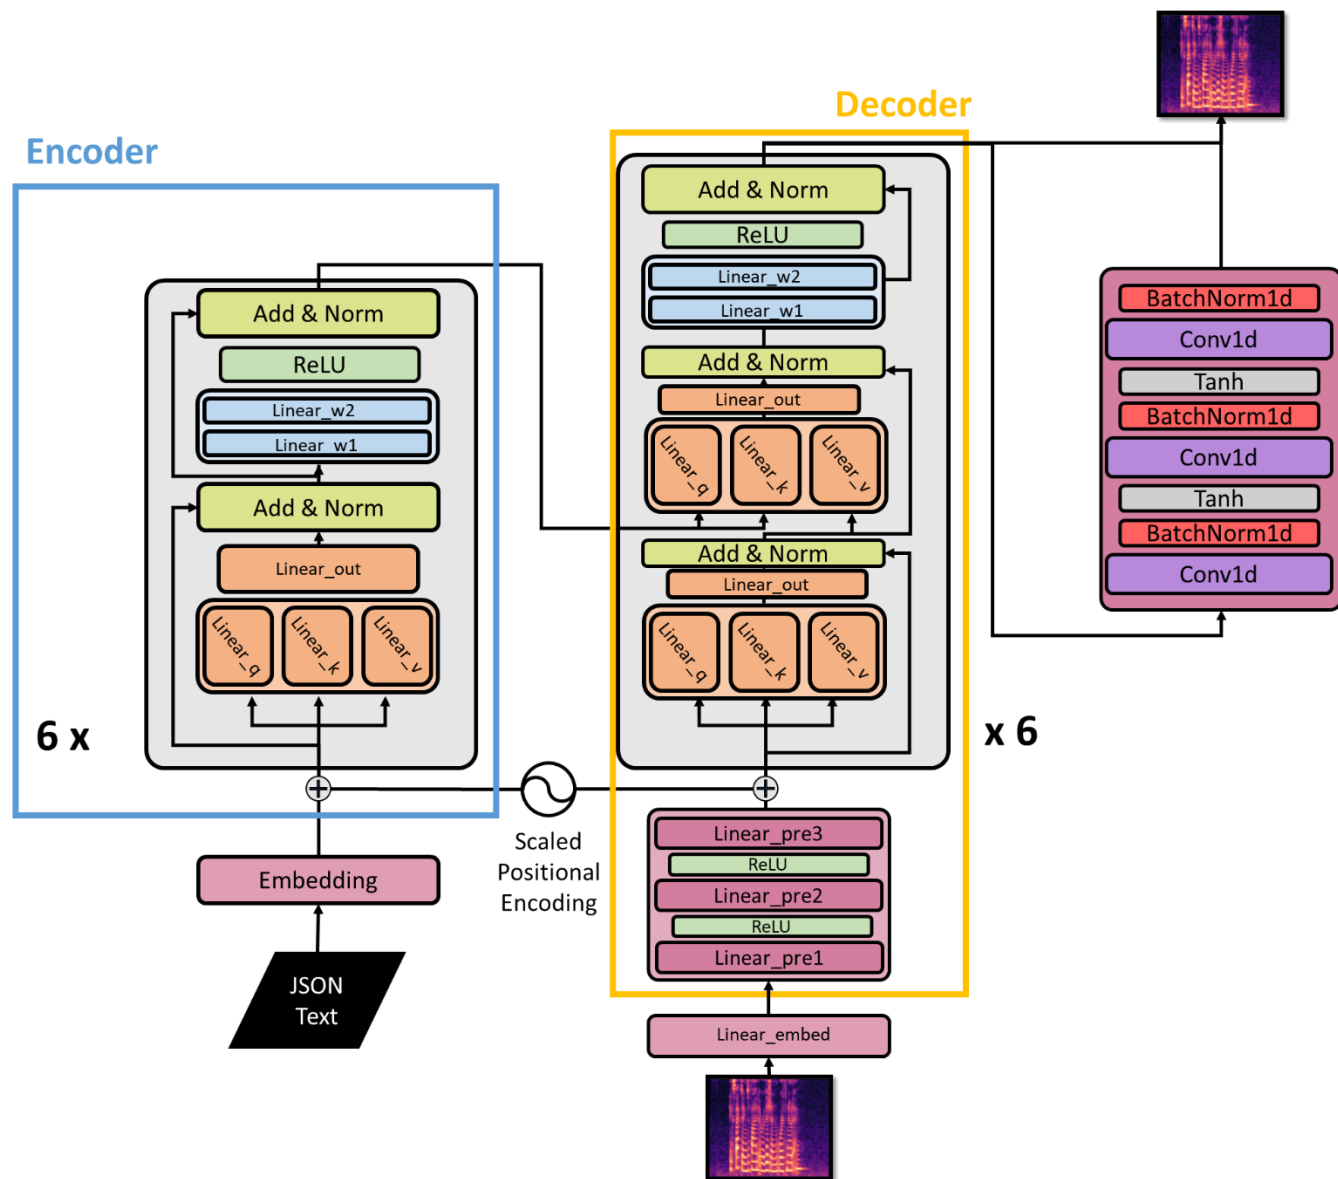 Encoder
Add & Norm
ReLU
Linear_w2
Linear_w1
Add & Norm
Linear_out
Linear_q
Linear_k
Linear_v
6 x
Embedding
JSON
Text
Scaled
Positional
Encoding
Decoder
Add & Norm
ReLU
Linear_w2
Linear_w1
Add & Norm
Linear_out
Linear_q
Linear_k
Linear_v
Add & Norm
Linear_out
Linear_q
Linear_k
Linear_v
x 6
Linear_pre3
ReLU
Linear_pre2
ReLU
Linear_pre1
Linear_embed
BatchNorm1d
Conv1d
Tanh
BatchNorm1d
Conv1d
Tanh
BatchNorm1d
Conv1d